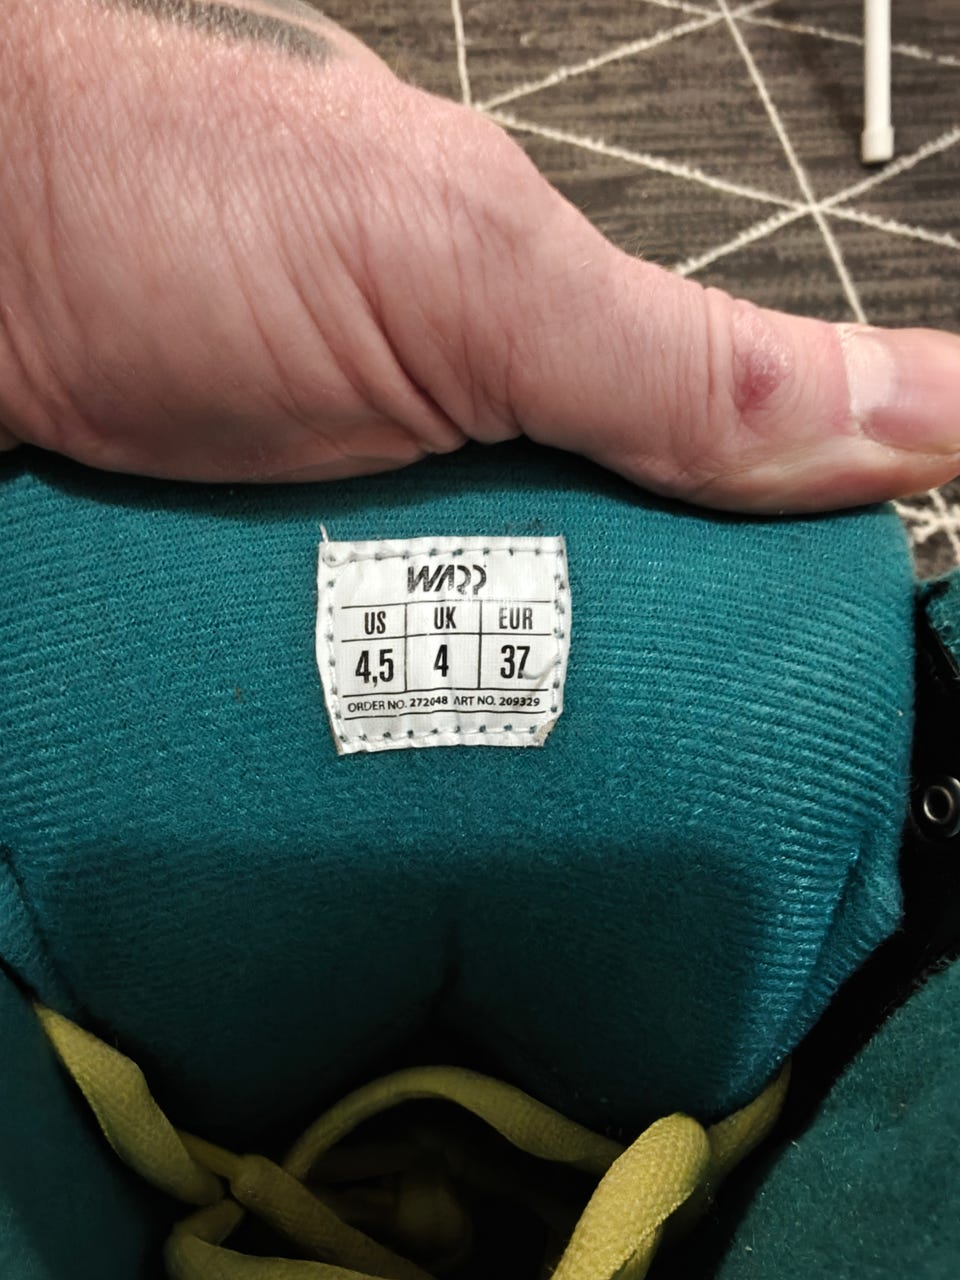 WARP
US UK EUR
4,5 4 37
ORDER NO. 272048 ART NO. 209329